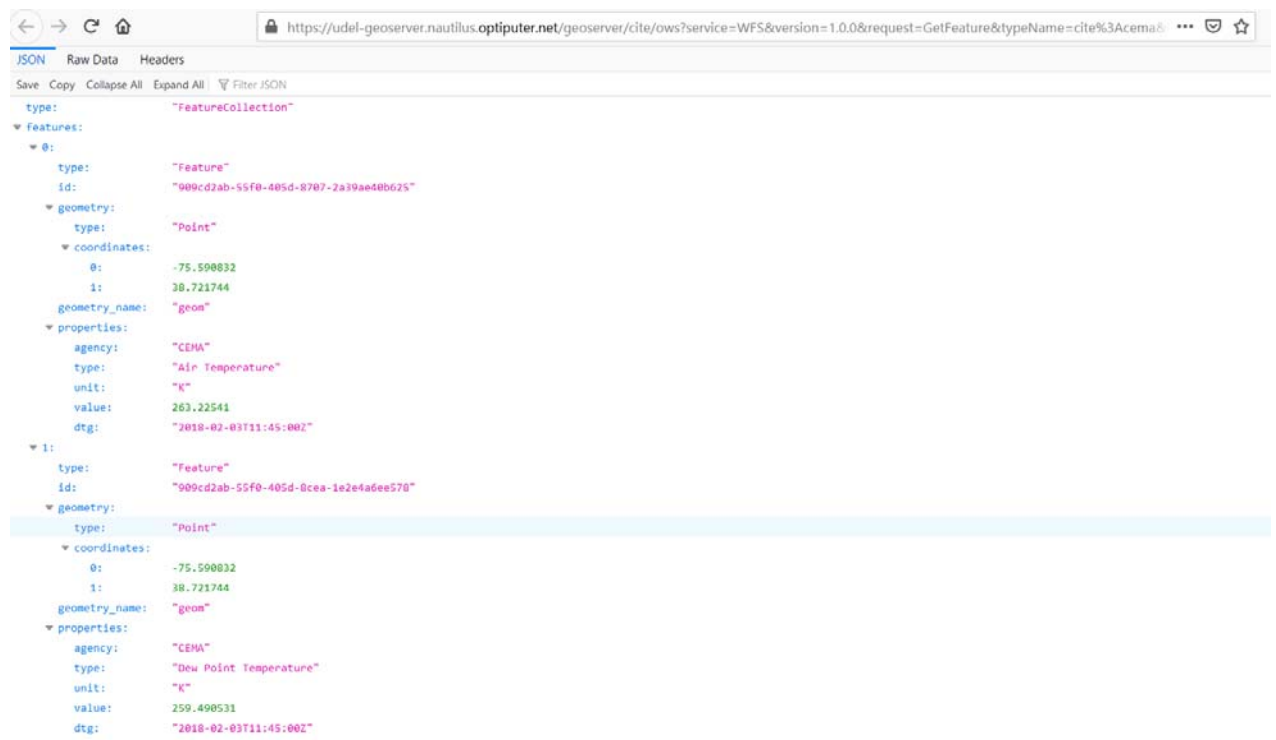 https://udel-geoserver.nautilus.optiputer.net/geoserver/cite/ows?service=WFS&version=1.0.0&request=GetFeature&typeName=cite%3Acema&
JSON Raw Data Headers
Save Copy Collapse All Expand All Filter JSON
type: "FeatureCollection"
features:
0:
type: "Feature"
id: "909cd2ab-55f0-405d-8707-2a39ae40b625"
geometry:
type: "Point"
coordinates:
0: -75.590832
1: 38.721744
geometry_name: "geom"
properties:
agency: "CEMA"
type: "Air Temperature"
unit: "K"
value: 263.22541
dtg: "2018-02-03T11:45:00Z"
1:
type: "Feature"
id: "909cd2ab-55f0-405d-8cea-1e2e4a6ee578"
geometry:
type: "Point"
coordinates:
0: -75.590832
1: 38.721744
geometry_name: "geom"
properties:
agency: "CEMA"
type: "Dew Point Temperature"
unit: "K"
value: 259.490531
dtg: "2018-02-03T11:45:00Z"